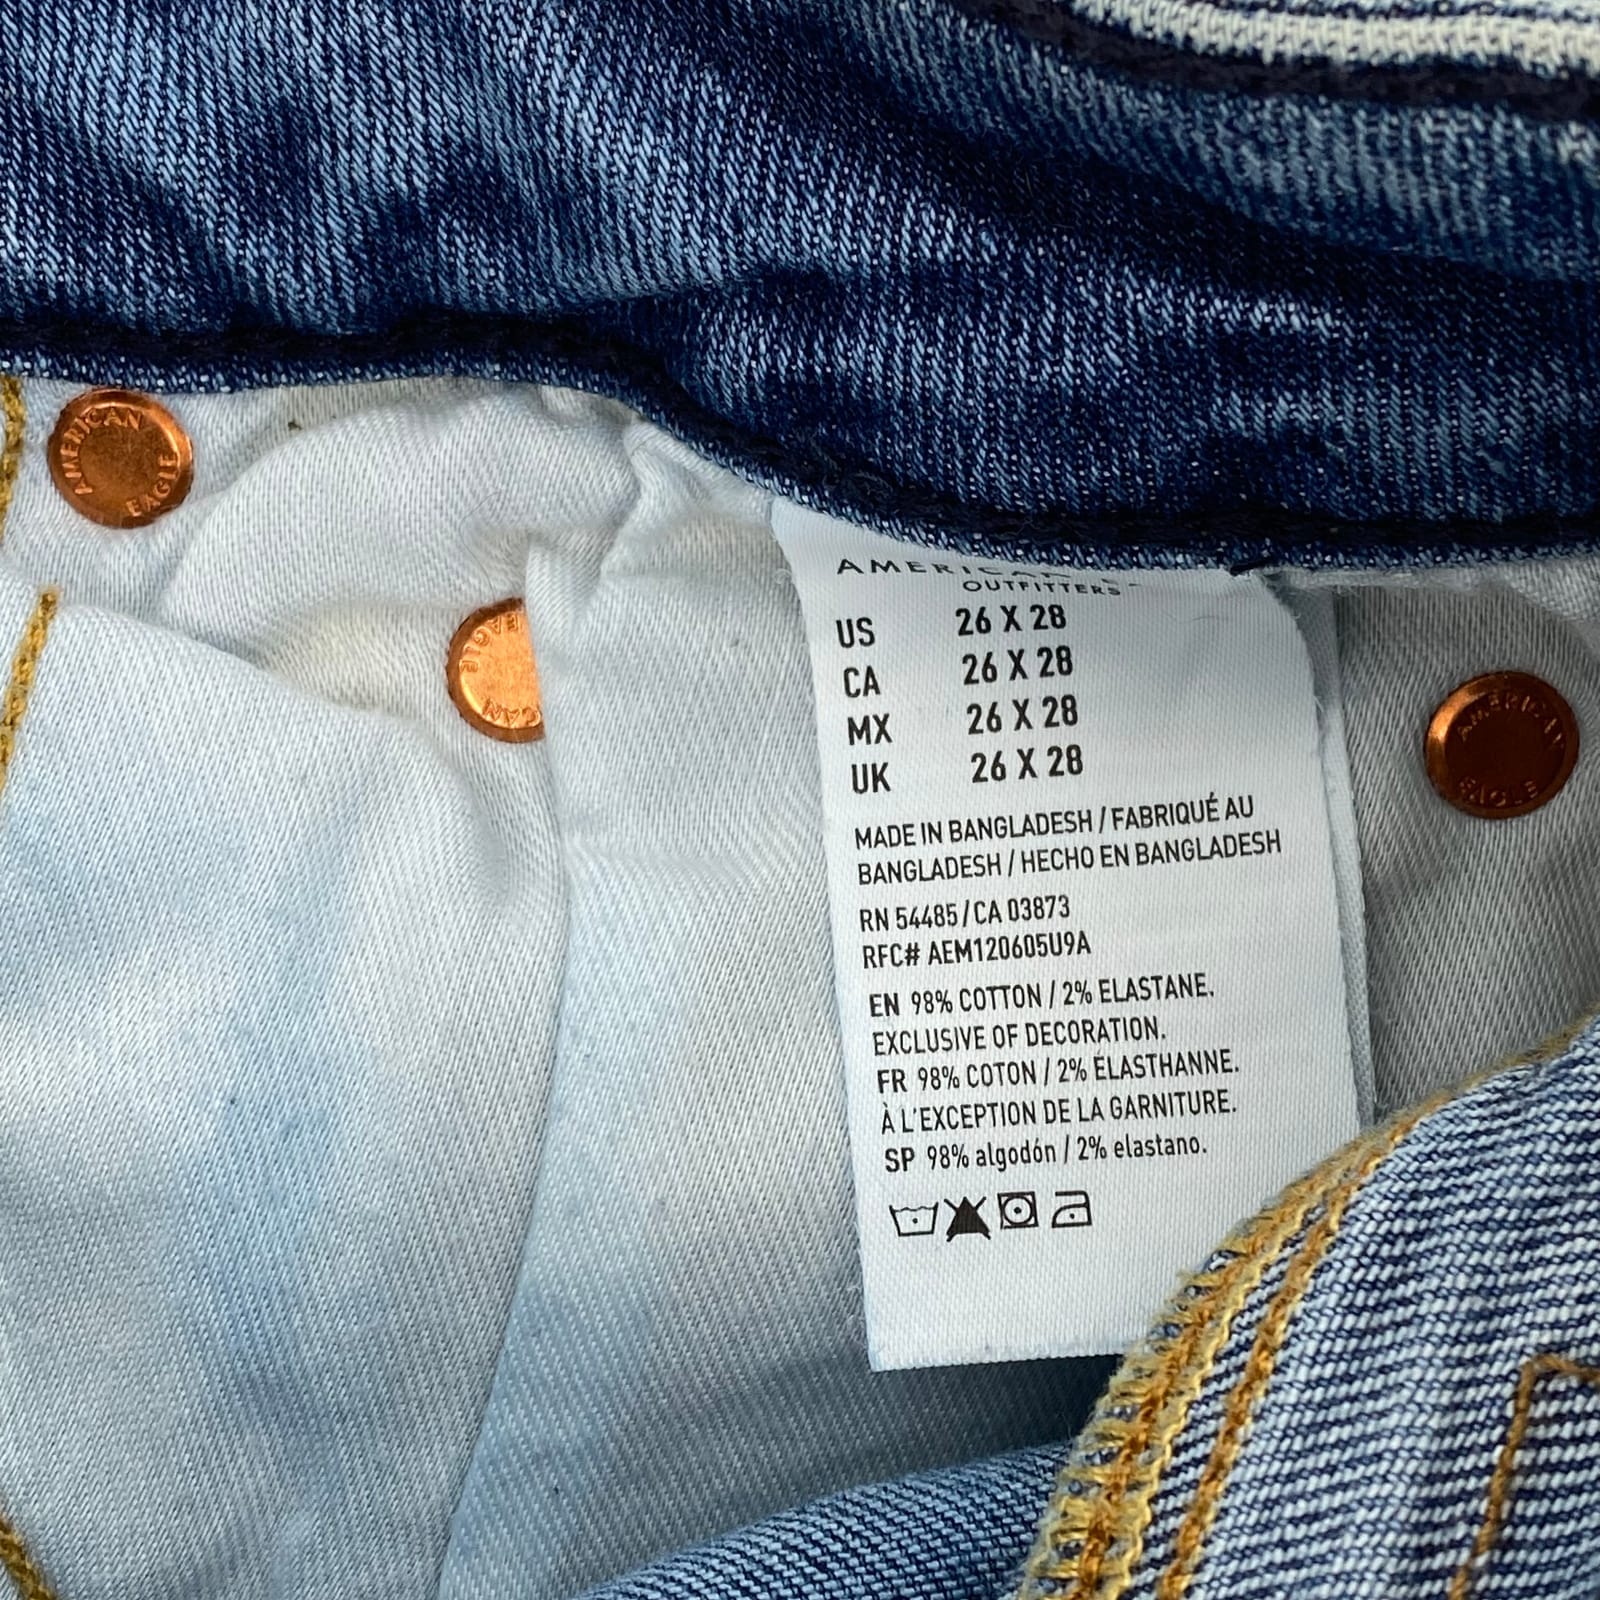 AMERICAN
EAGLE
EAGLE
AMERICAN
OUTFITTERS
US 26 X 28
CA 26 X 28
MX 26 X 28
UK 26 X 28
MADE IN BANGLADESH / FABRIQUÉ AU
BANGLADESH / HECHO EN BANGLADESH
RN 54485 / CA 03873
RFC# AEM120605U9A
EN 98% COTTON / 2% ELASTANE.
EXCLUSIVE OF DECORATION.
FR 98% COTON / 2% ÉLASTHANNE.
À L'EXCEPTION DE LA GARNITURE.
SP 98% algodón / 2% elastano.
AMERICAN
EAGLE